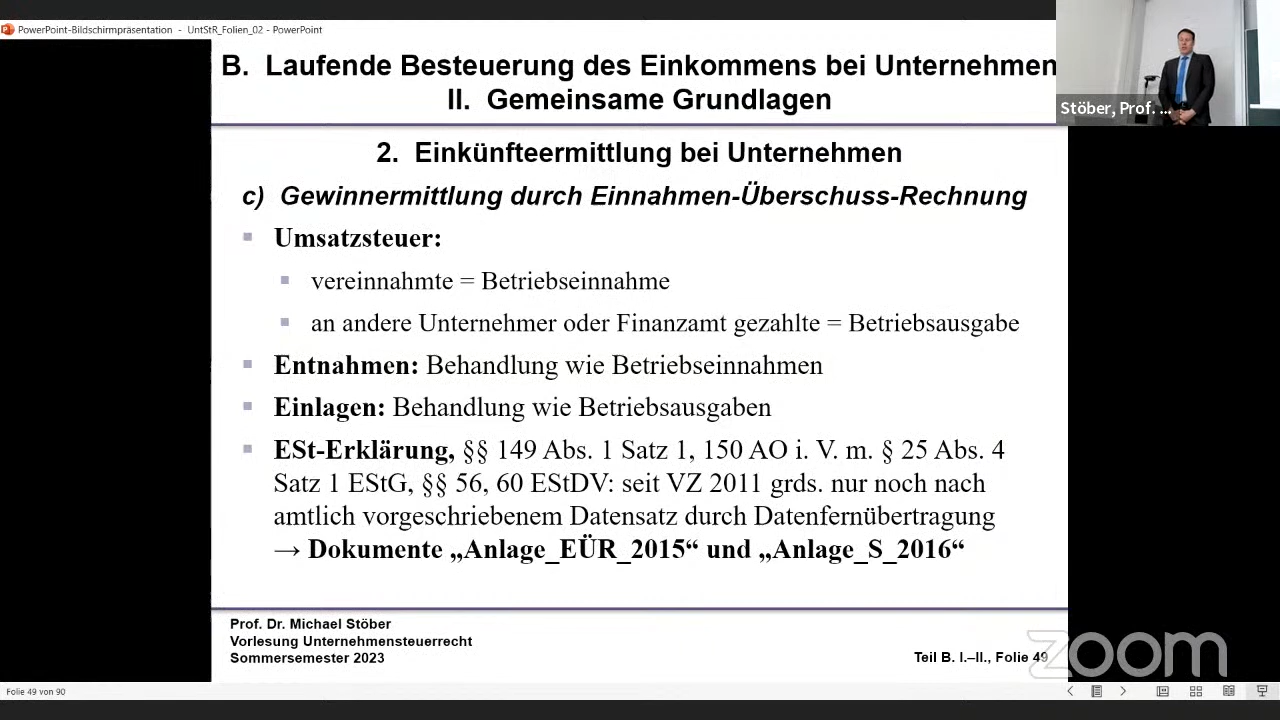 PowerPoint-Bildschirmpräsentation - UntStR_Folien_02 - PowerPoint
B. Laufende Besteuerung des Einkommens bei Unternehmen
II. Gemeinsame Grundlagen
Stöber, Prof. ...
2. Einkünfteermittlung bei Unternehmen
c) Gewinnermittlung durch Einnahmen-Überschuss-Rechnung
Umsatzsteuer:
vereinnahmte = Betriebseinnahme
an andere Unternehmer oder Finanzamt gezahlte = Betriebsausgabe
Entnahmen: Behandlung wie Betriebseinnahmen
Einlagen: Behandlung wie Betriebsausgaben
ESt-Erklärung, §§ 149 Abs. 1 Satz 1, 150 AO i. V. m. § 25 Abs. 4
Satz 1 EStG, §§ 56, 60 EStDV: seit VZ 2011 grds. nur noch nach
amtlich vorgeschriebenem Datensatz durch Datenfernübertragung
→ Dokumente „Anlage_EÜR_2015“ und „Anlage_S_2016“
Prof. Dr. Michael Stöber
Vorlesung Unternehmensteuerrecht
Sommersemester 2023
Teil B. I.–II., Folie 49
zoom
Folie 49 von 90